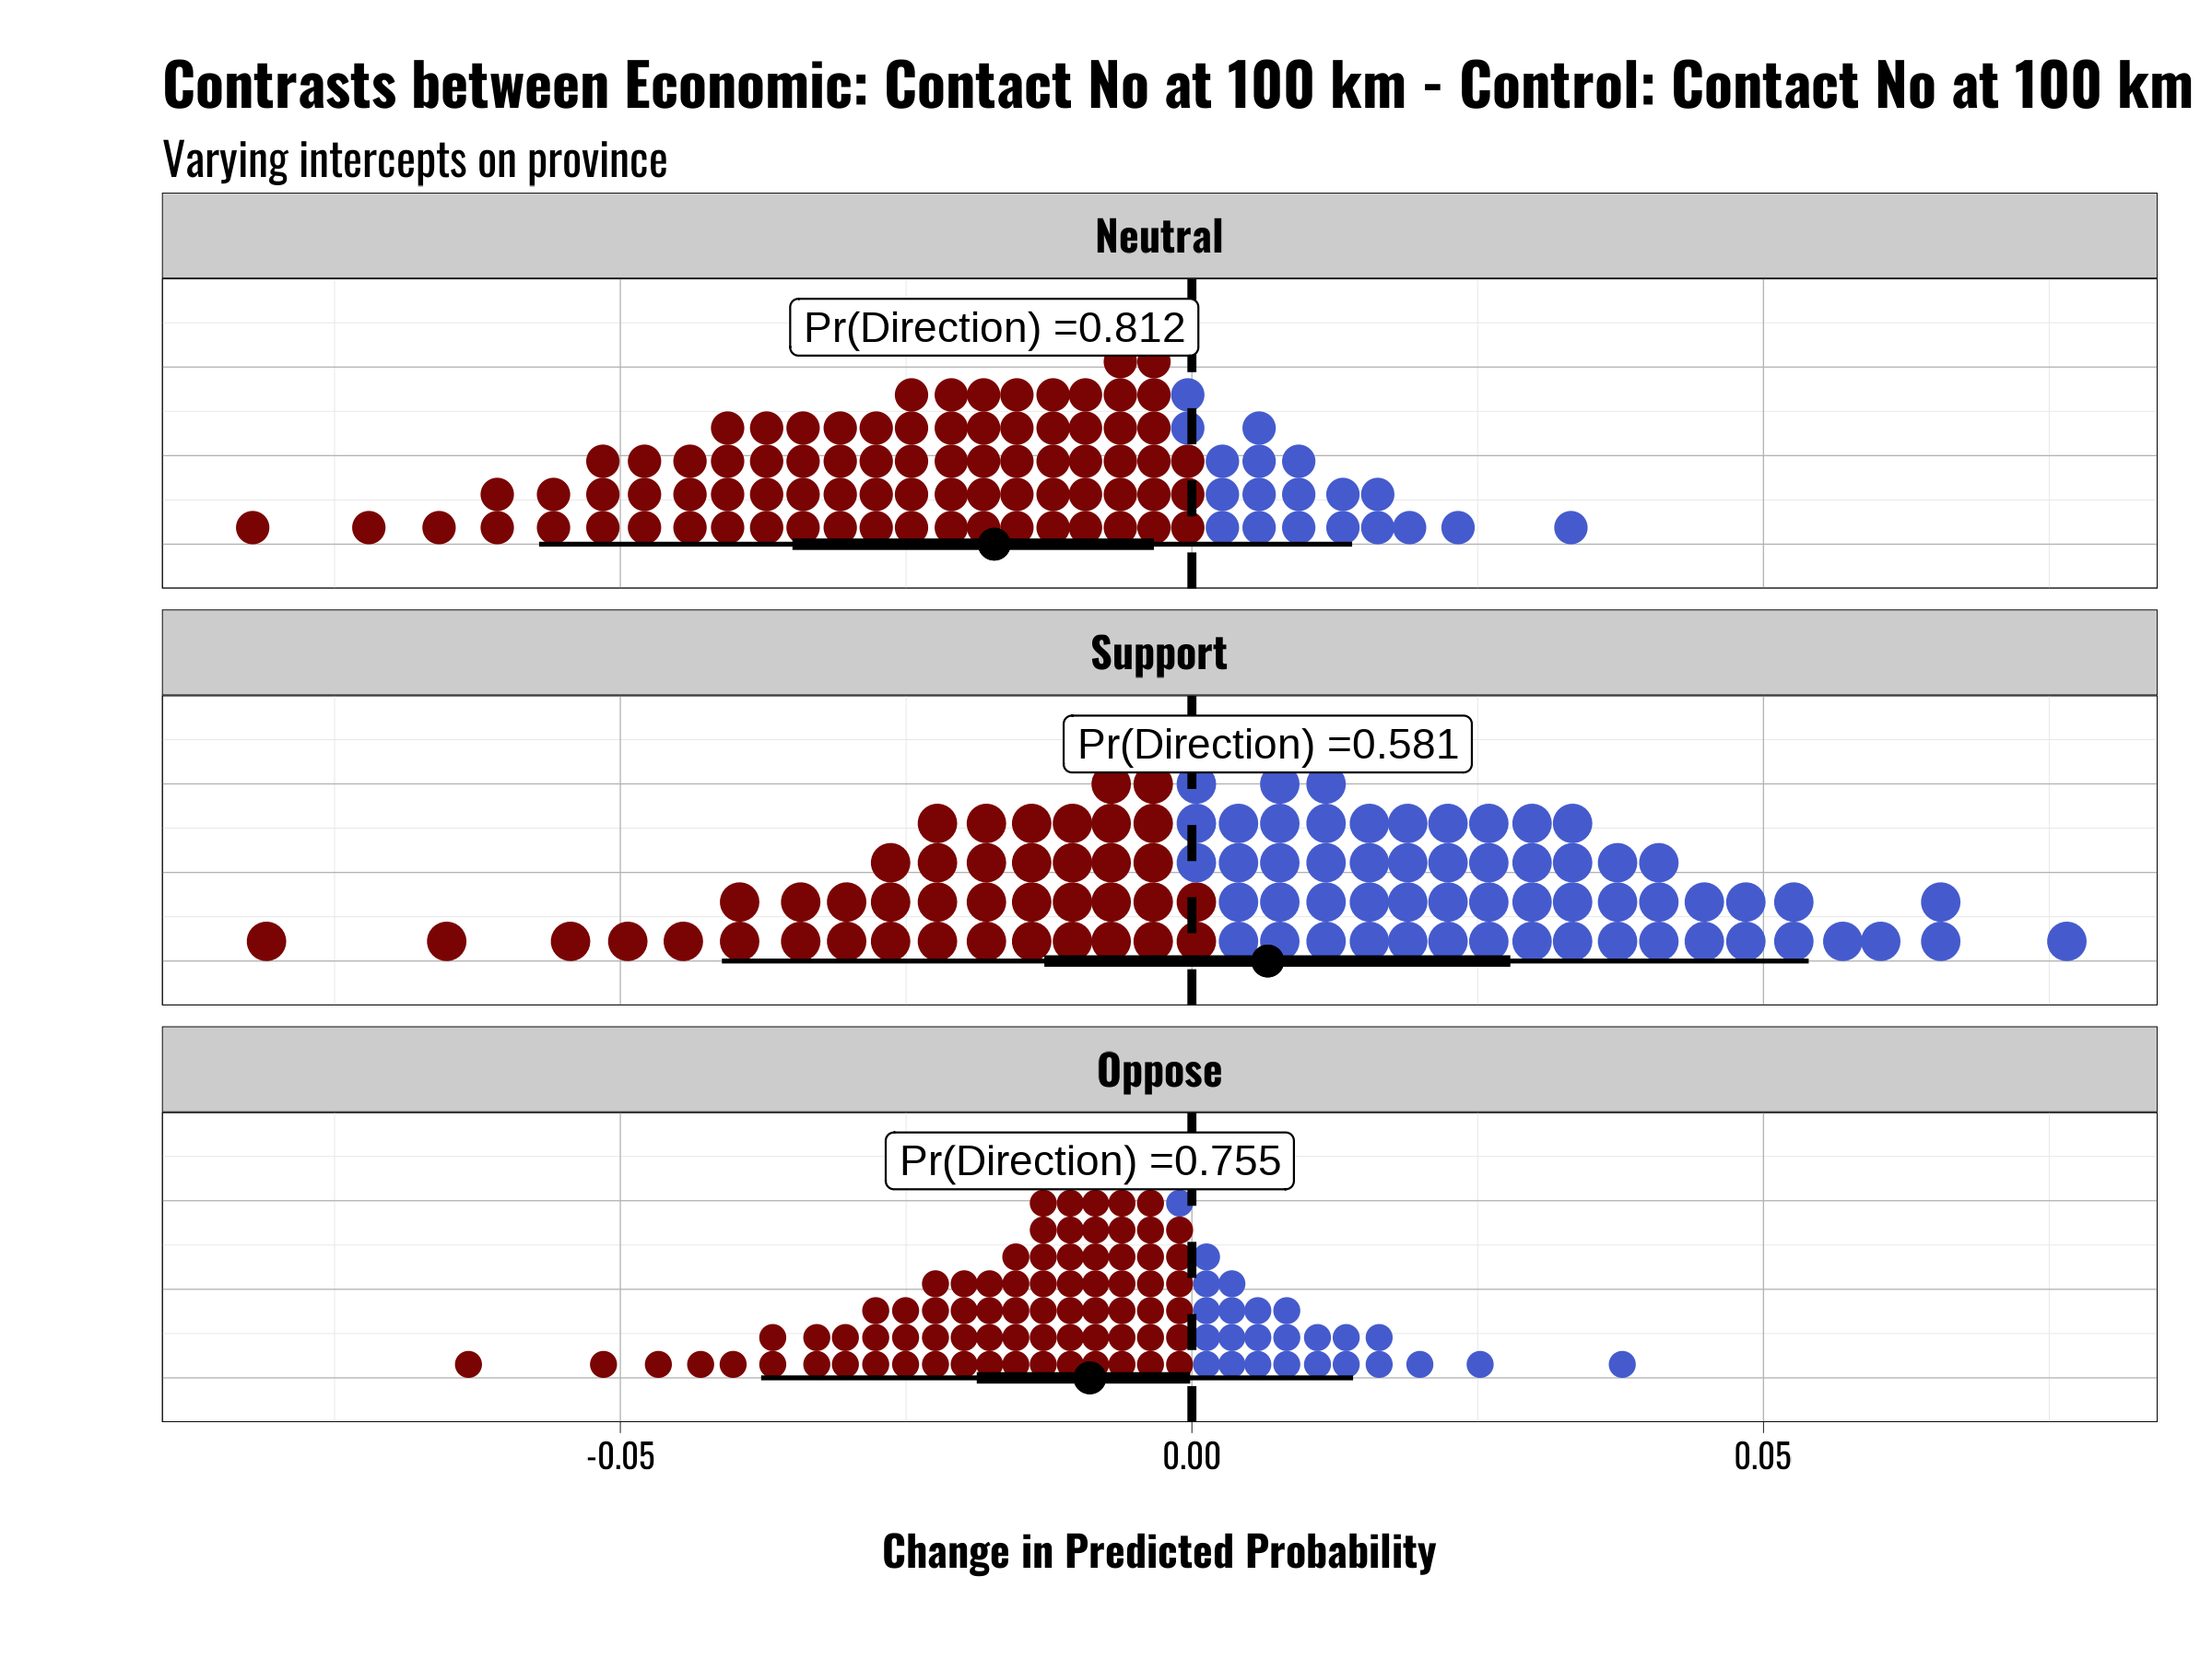 Contrasts between Economic: Contact No at 100 km - Control: Contact No at 100 km
Varying intercepts on province
Neutral
Pr(Direction) =0.812
Support
Pr(Direction) =0.581
Oppose
Pr(Direction) =0.755
-0.05 0.00 0.05
Change in Predicted Probability